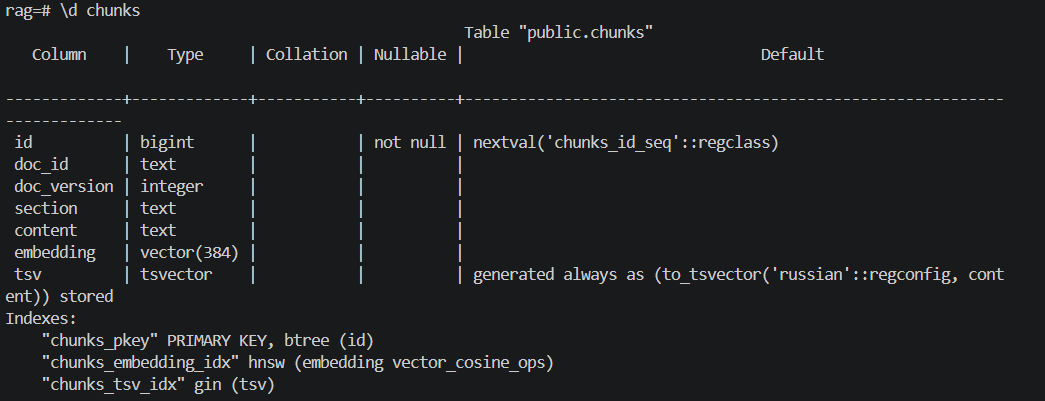 rag=# \d chunks
                                                Table "public.chunks"
   Column    |    Type     | Collation | Nullable |                                Default
-------------+-------------+-----------+----------+----------------------------------------------------------
-------------
 id          | bigint      |           | not null | nextval('chunks_id_seq'::regclass)
 doc_id      | text        |           |          |
 doc_version | integer     |           |          |
 section     | text        |           |          |
 content     | text        |           |          |
 embedding   | vector(384) |           |          |
 tsv         | tsvector    |           |          | generated always as (to_tsvector('russian'::regconfig, cont
ent)) stored
Indexes:
    "chunks_pkey" PRIMARY KEY, btree (id)
    "chunks_embedding_idx" hnsw (embedding vector_cosine_ops)
    "chunks_tsv_idx" gin (tsv)